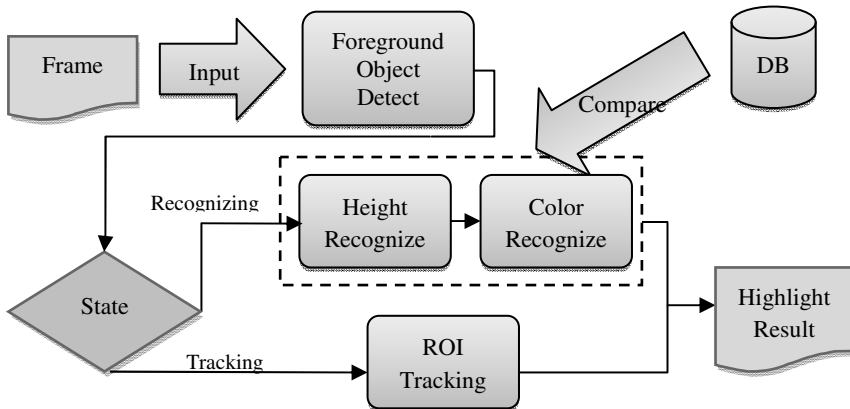 Frame
Input
Foreground
Object
Detect
Compare
DB
Recognizing
Height
Recognize
Color
Recognize
State
Highlight
Result
Tracking
ROI
Tracking